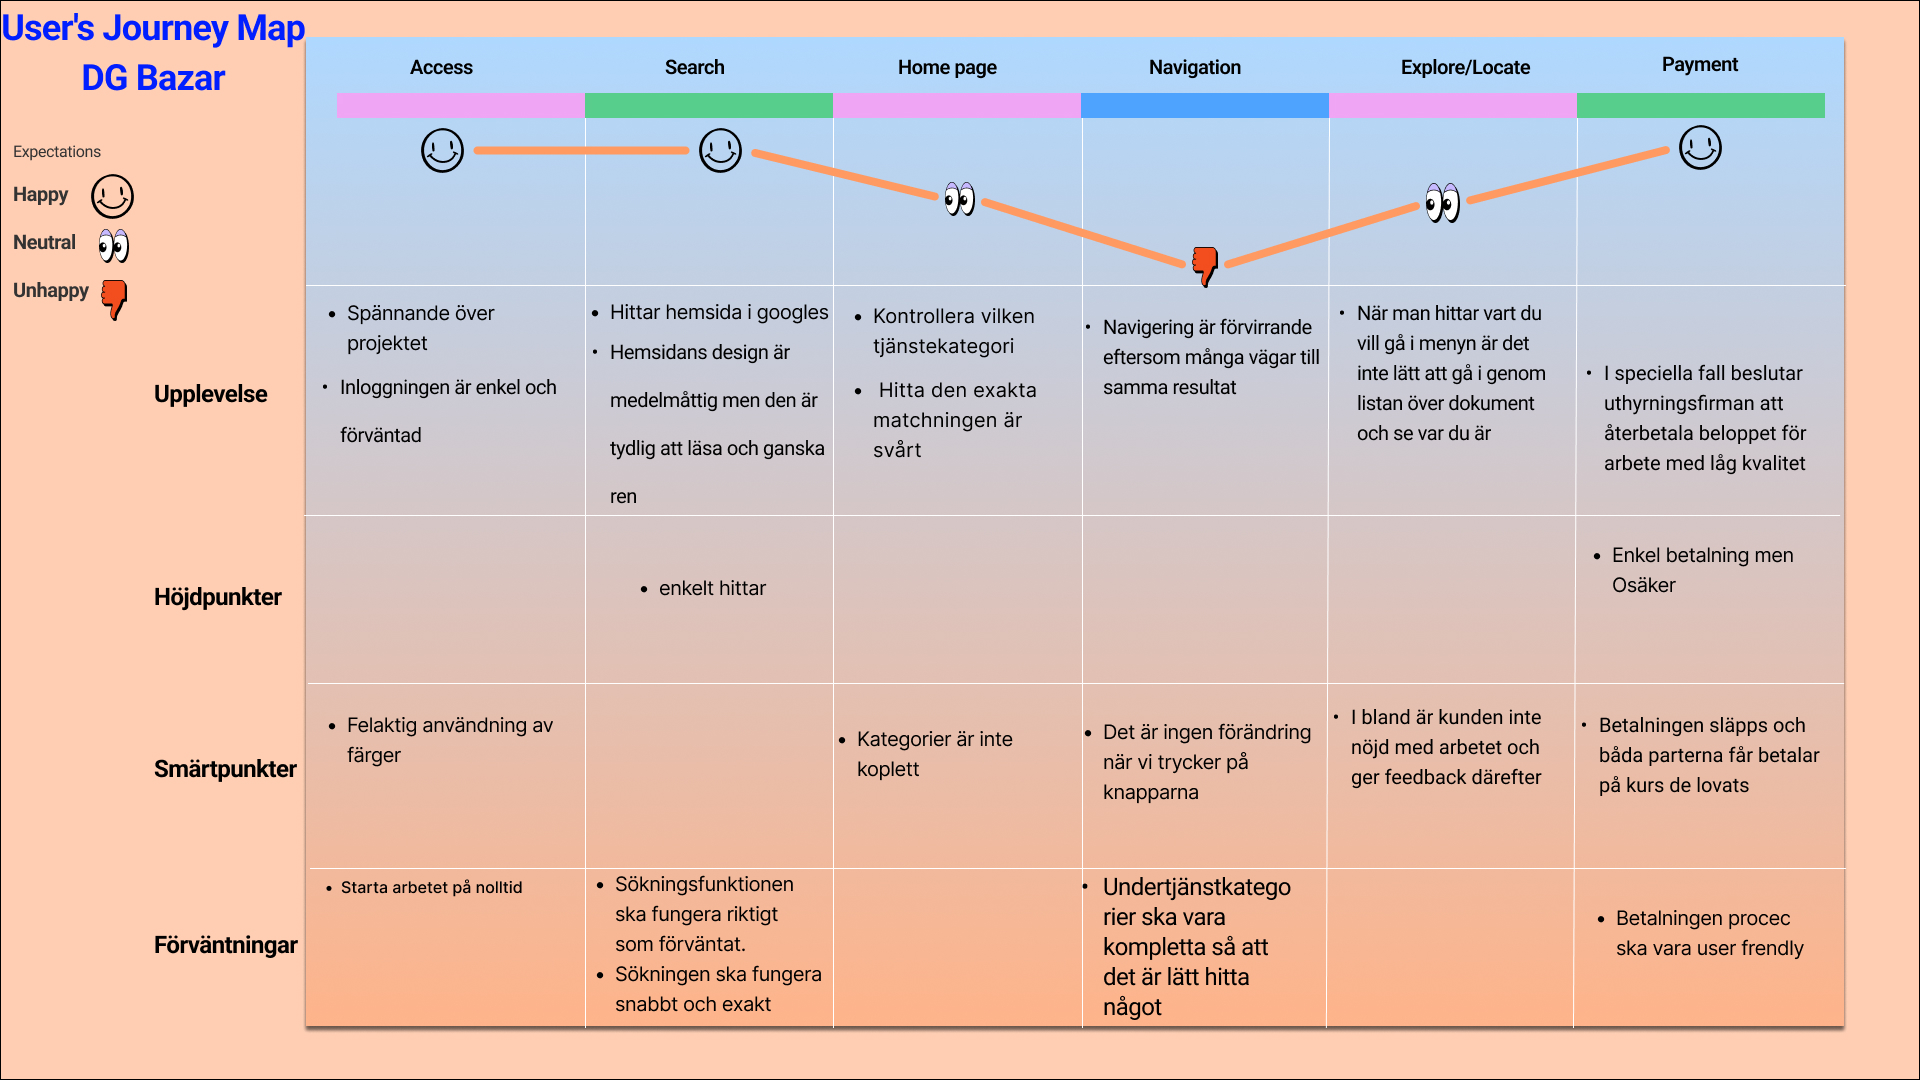 User's Journey Map
DG Bazar
Access
Search
Home page
Navigation
Explore/Locate
Payment
Expectations
Happy
Neutral
Unhappy
Upplevelse
• Spännande över
projektet
• Inloggningen är enkel och
förväntad
• Hittar hemsida i googles
• Hemsidans design är
medelmåttig men den är
tydlig att läsa och ganska
ren
• Kontrollera vilken
tjänstekategori
• Hitta den exakta
matchningen är
svårt
• Navigering är förvirrande
eftersom många vägar till
samma resultat
• När man hittar vart du
vill gå i menyn är det
inte lätt att gå i genom
listan över dokument
och se var du är
• I speciella fall beslutar
uthyrningsfirman att
återbetala beloppet för
arbete med låg kvalitet
Höjdpunkter
• enkelt hittar
• Enkel betalning men
Osäker
Smärtpunkter
• Felaktig användning av
färger
• Kategorier är inte
koplett
• Det är ingen förändring
når vi trycker på
knapparna
• I bland är kunden inte
nöjd med arbetet och
ger feedback därefter
• Betalningen släpps och
båda parterna får betalar
på kurs de lovats
Förväntningar
• Starta arbetet på nolltid
• Sökningsfunktionen
ska fungera riktigt
som förväntat.
• Sökningen ska fungera
snabbt och exakt
• Undertjänstkatego
rier ska vara
kompletta så att
det är lätt hitta
något
• Betalningen procec
ska vara user frendly